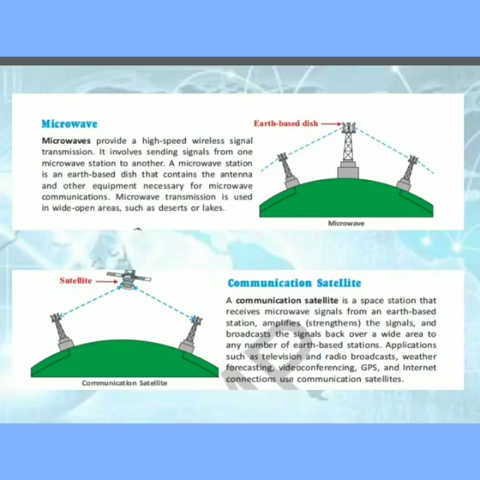 Microwave
Microwaves provide a high-speed wireless signal
transmission. It involves sending signals from one
microwave station to another. A microwave station
is an earth-based dish that contains the antenna
and other equipment necessary for microwave
communications. Microwave transmission is used
in wide-open areas, such as deserts or lakes.
Earth-based dish
Microwave
Satellite
Communication Satellite
Communication Satellite
A communication satellite is a space station that
receives microwave signals from an earth-based
station, amplifies (strengthens) the signals, and
broadcasts the signals back over a wide area to
any number of earth-based stations. Applications
such as television and radio broadcasts, weather
forecasting, videoconferencing, GPS, and Internet
connections use communication satellites.